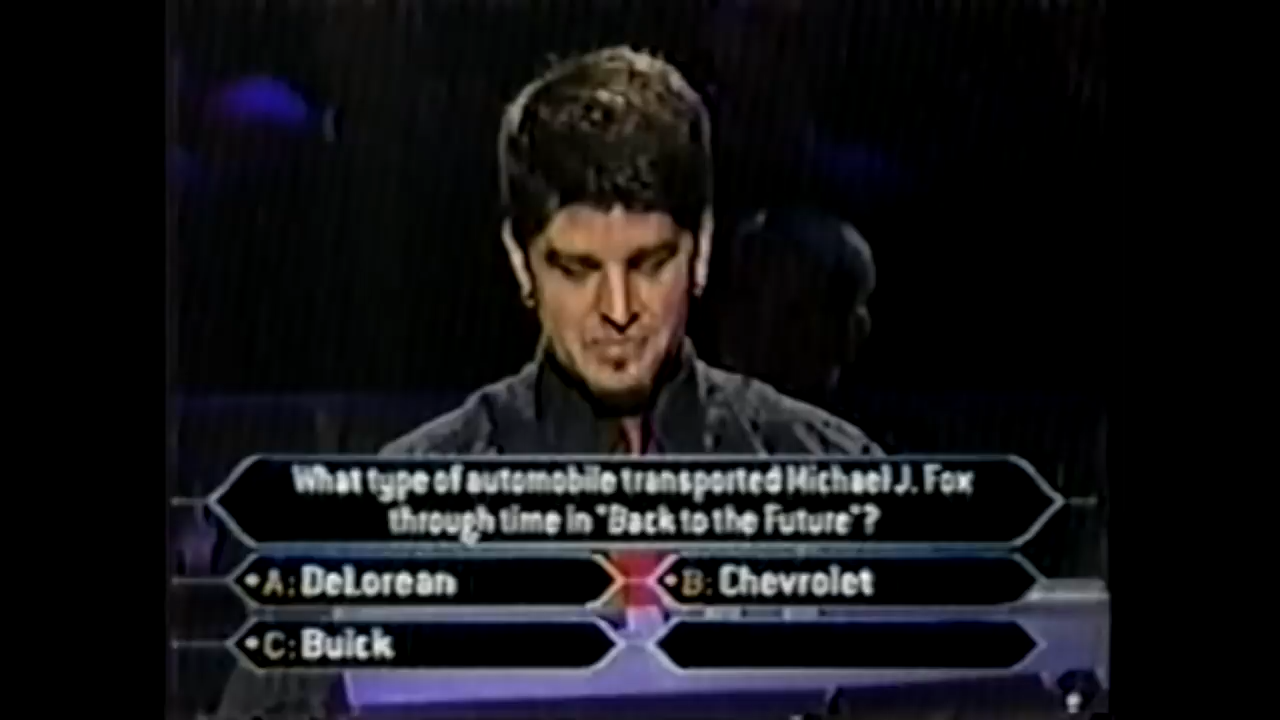 What type of automobile transported Michael J. Fox
through time in "Back to the Future"?
A: DeLorean
B: Chevrolet
C: Buick